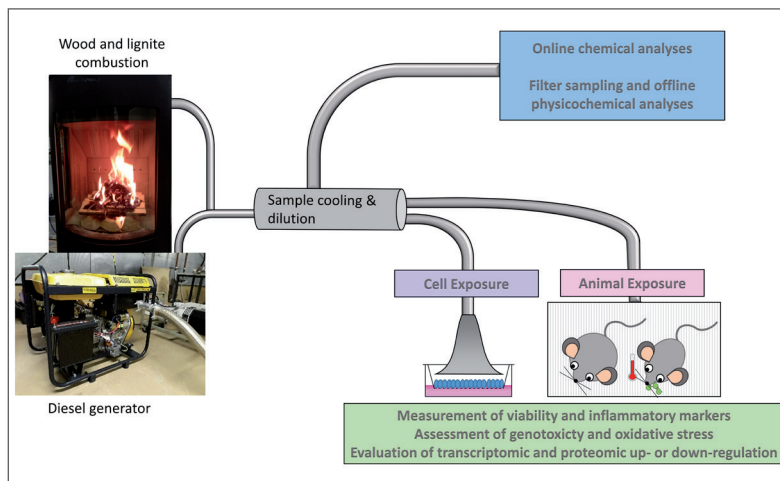 Wood and lignite
combustion
Diesel generator
Sample cooling &
dilution
Online chemical analyses
Filter sampling and offline
physicochemical analyses
Cell Exposure
Animal Exposure
Measurement of viability and inflammatory markers
Assessment of genotoxicity and oxidative stress
Evaluation of transcriptomic and proteomic up- or down-regulation